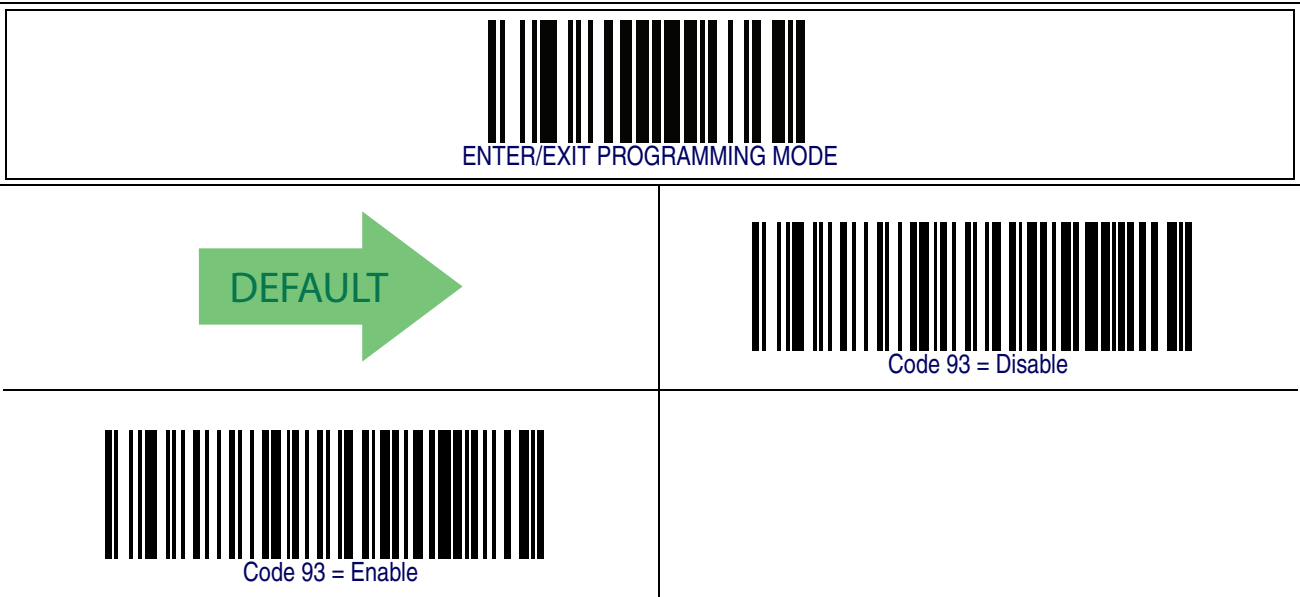 ENTER/EXIT PROGRAMMING MODE
DEFAULT
Code 93 = Disable
Code 93 = Enable